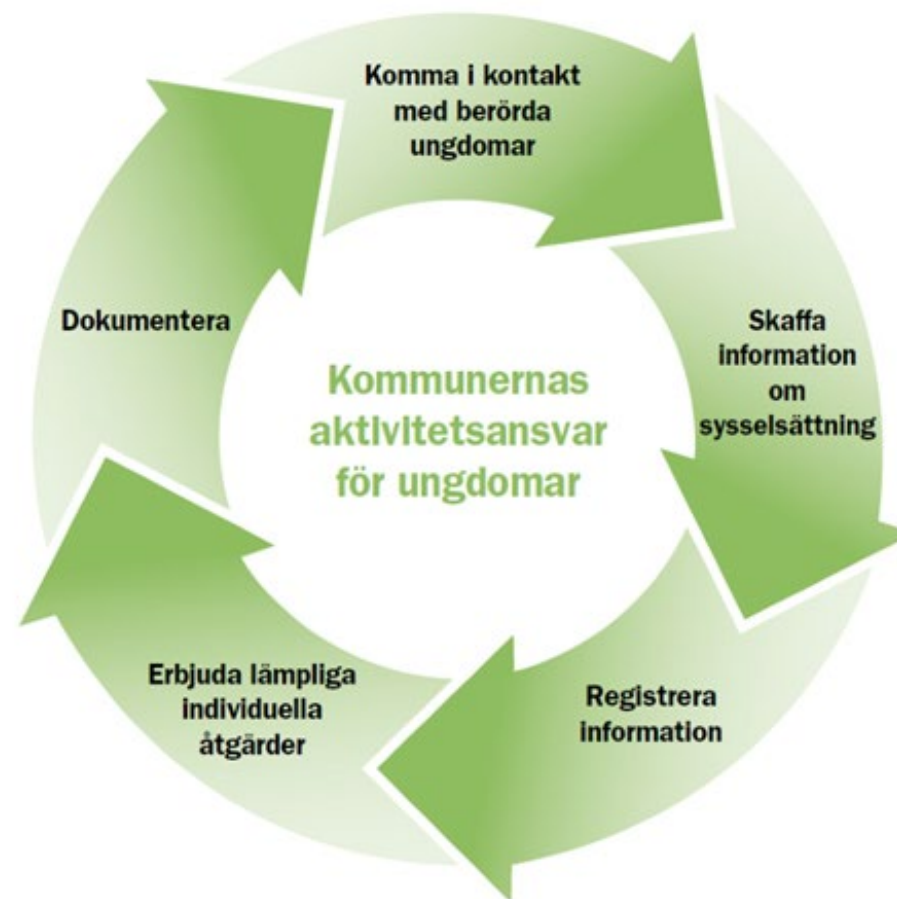 Komma i kontakt
med berörda
ungdomar
Skaffa
information
om
sysselsättning
Registrera
information
Erbjuda lämpliga
individuella
åtgärder
Dokumentera
Kommunernas
aktivitetsansvar
för ungdomar